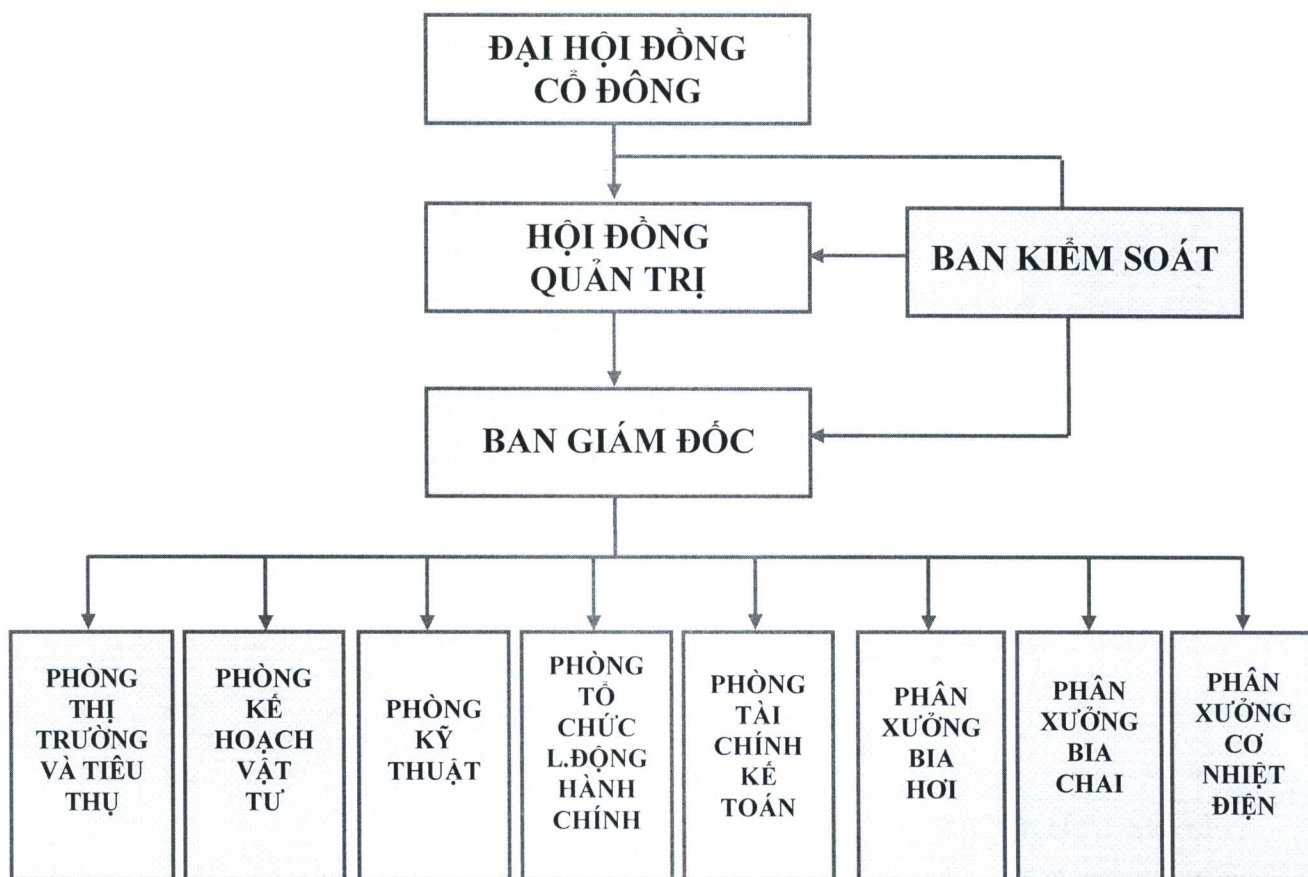 ĐẠI HỘI ĐỒNG
CỔ ĐÔNG
HỘI ĐỒNG
QUẢN TRỊ
BAN KIỂM SOÁT
BAN GIÁM ĐỐC
PHÒNG
THỊ
TRƯỜNG
VÀ TIÊU
THỤ
PHÒNG
KẾ
HOẠCH
VẬT
TƯ
PHÒNG
KỸ
THUẬT
PHÒNG
TỔ
CHỨC
L.ĐỘNG
HÀNH
CHÍNH
PHÒNG
TÀI
CHÍNH
KẾ
TOÁN
PHÂN
XƯỞNG
BIA
HƠI
PHÂN
XƯỞNG
BIA
CHAI
PHÂN
XƯỞNG
CƠ
NHIỆT
ĐIỆN